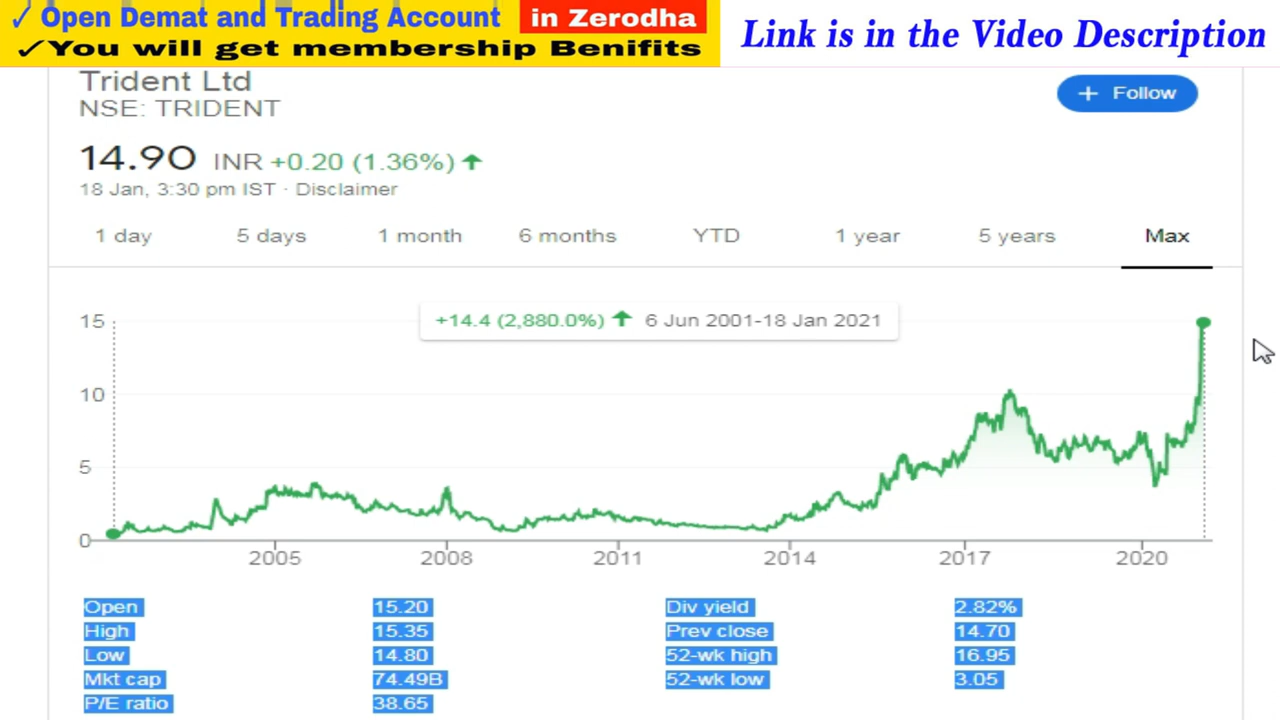 ✓ Open Demat and Trading Account in Zerodha
✓You will get membership Benifits
Link is in the Video Description
Trident Ltd
NSE: TRIDENT
+ Follow
14.90 INR +0.20 (1.36%) ↑
18 Jan, 3:30 pm IST · Disclaimer
1 day 5 days 1 month 6 months YTD 1 year 5 years Max
+14.4 (2,880.0%) ↑ 6 Jun 2001-18 Jan 2021
15
10
5
0
2005 2008 2011 2014 2017 2020
Open 15.20 Div yield 2.82%
High 15.35 Prev close 14.70
Low 14.80 52-wk high 16.95
Mkt cap 74.49B 52-wk low 3.05
P/E ratio 38.65